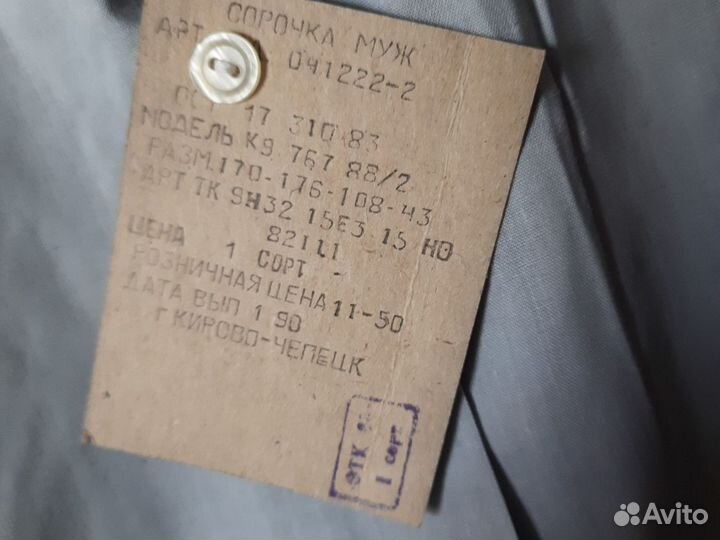 СОРОЧКА МУЖ
АРТ 041222-2
17 310 83
МОДЕЛЬ К9 767 88/2
РАЗМ.170-176-108-43
АРТ ТК 9Н32 15Е3 15 НО
82111
ЦЕНА 1 СОРТ -
РОЗНИЧНАЯ ЦЕНА 11-50
ДАТА ВЫП 1 90
Г КИРОВО-ЧЕПЕЦК
ОТК
1 сорт
Avito